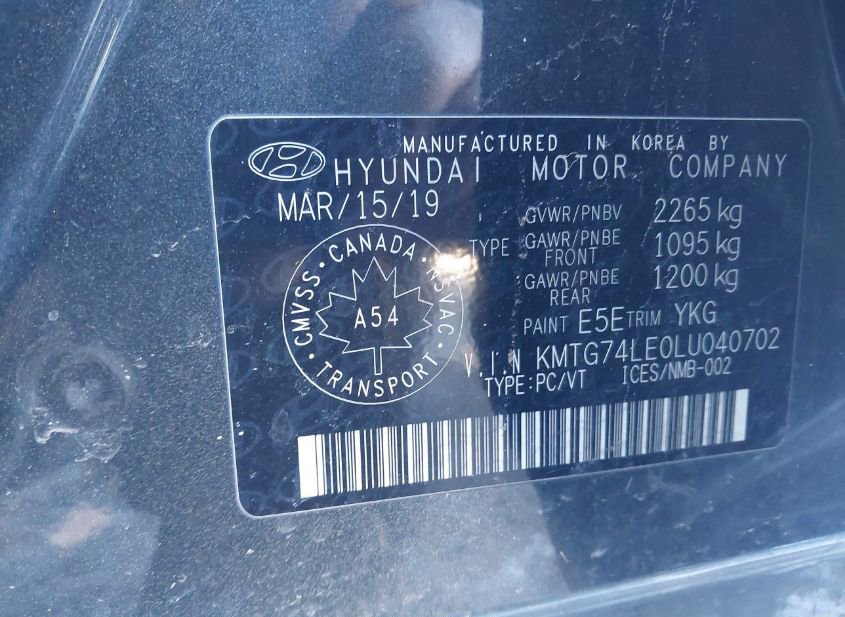 MANUFACTURED IN KOREA BY
HYUNDAI MOTOR COMPANY
MAR/15/19
GVWR/PNBV 2265 kg
TYPE
GAWR/PNBE FRONT 1095 kg
GAWR/PNBE REAR 1200 kg
PAINT E5E TRIM YKG
V.I.N KMTG74LE0LU040702
TYPE:PC/VT ICES/NMB-002
CMVSS · CANADA · NSVAC · TRANSPORT ·
A54